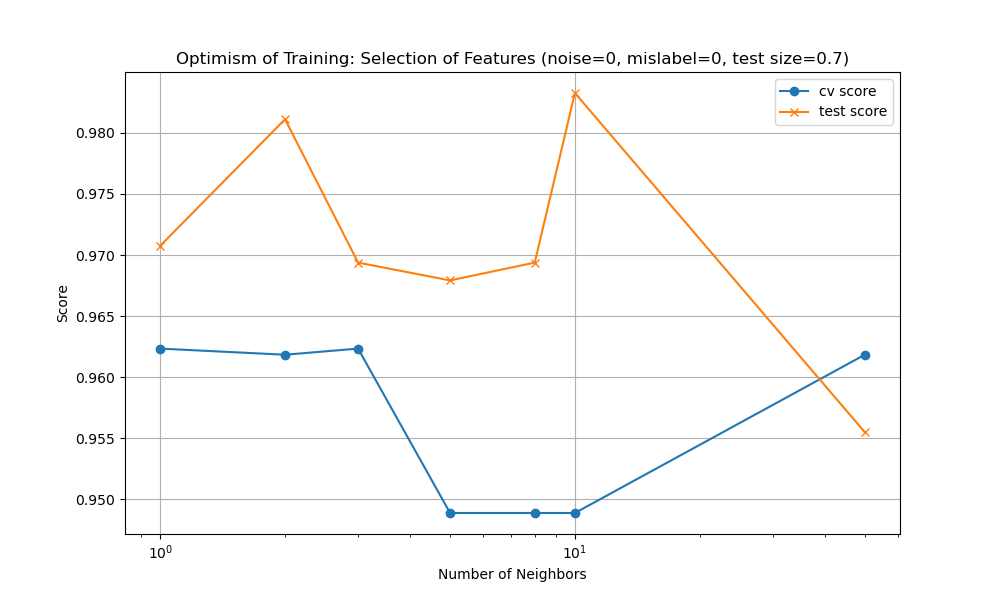 Optimism of Training: Selection of Features (noise=0, mislabel=0, test size=0.7)
cv score
test score
0.980
0.975
0.970
0.965
0.960
0.955
0.950
Score
10⁰
10¹
Number of Neighbors